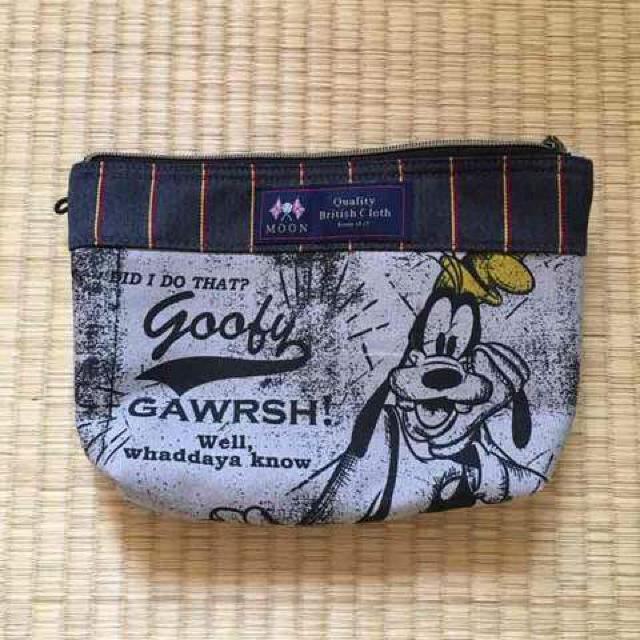 MOON
Quality
British Cloth
DID I DO THAT?
Goofy
GAWRSH!
Well,
whaddaya know